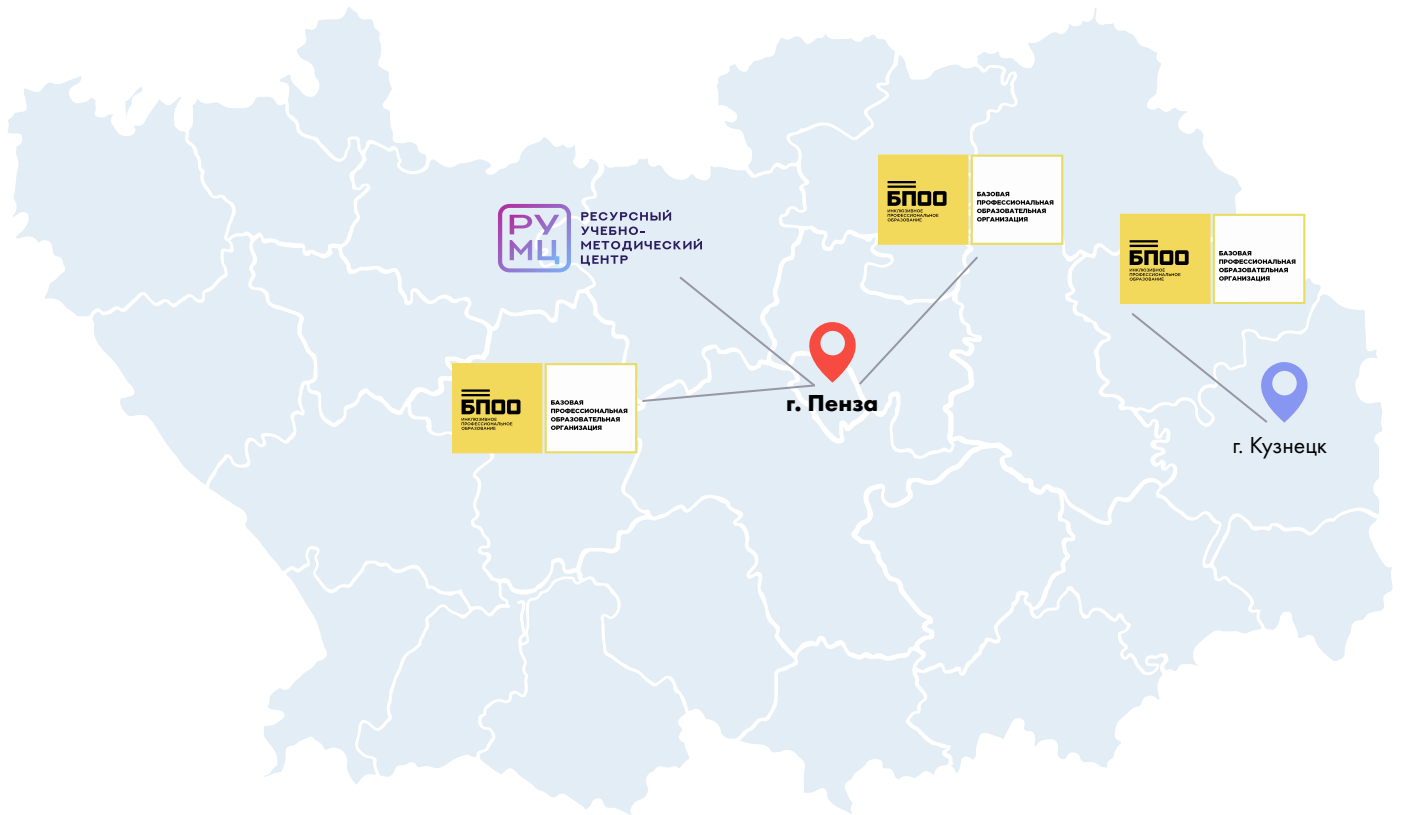 БПОО
ИНКЛЮЗИВНОЕ
ПРОФЕССИОНАЛЬНОЕ
ОБРАЗОВАНИЕ
БАЗОВАЯ
ПРОФЕССИОНАЛЬНАЯ
ОБРАЗОВАТЕЛЬНАЯ
ОРГАНИЗАЦИЯ
РУ
МЦ
РЕСУРСНЫЙ
УЧЕБНО-
МЕТОДИЧЕСКИЙ
ЦЕНТР
БПОО
ИНКЛЮЗИВНОЕ
ПРОФЕССИОНАЛЬНОЕ
ОБРАЗОВАНИЕ
БАЗОВАЯ
ПРОФЕССИОНАЛЬНАЯ
ОБРАЗОВАТЕЛЬНАЯ
ОРГАНИЗАЦИЯ
БПОО
ИНКЛЮЗИВНОЕ
ПРОФЕССИОНАЛЬНОЕ
ОБРАЗОВАНИЕ
БАЗОВАЯ
ПРОФЕССИОНАЛЬНАЯ
ОБРАЗОВАТЕЛЬНАЯ
ОРГАНИЗАЦИЯ
г. Пенза
г. Кузнецк